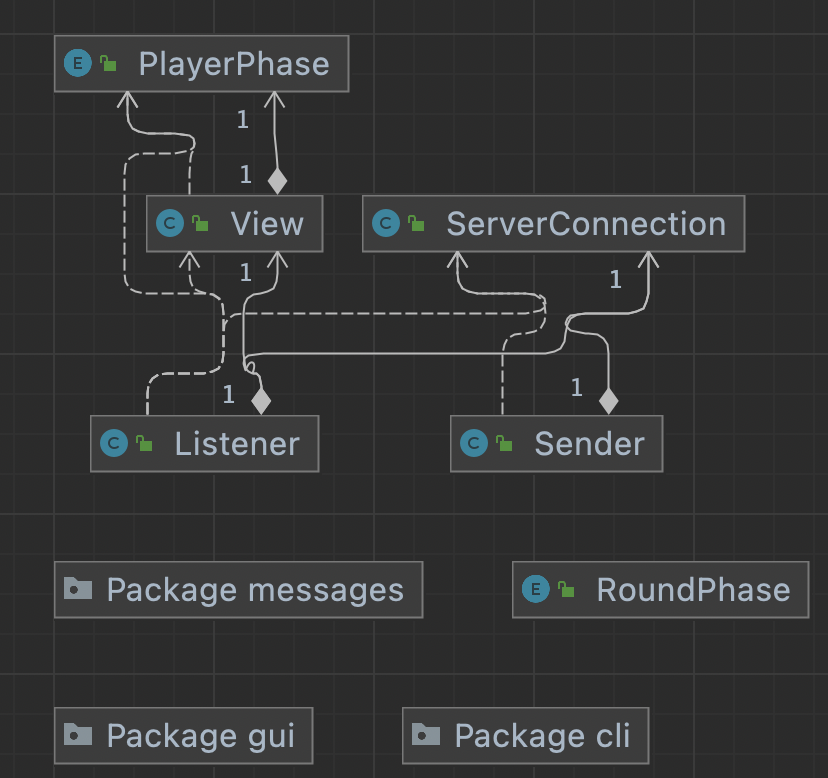 E PlayerPhase
1
1
C View
C ServerConnection
1
1
1
1
C Listener
C Sender
Package messages
E RoundPhase
Package gui
Package cli